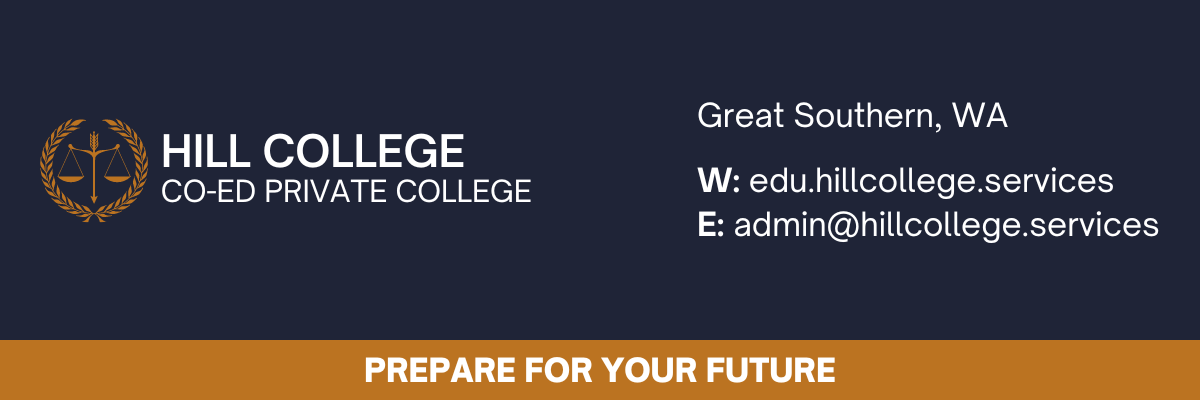 HILL COLLEGE
CO-ED PRIVATE COLLEGE
Great Southern, WA
W: edu.hillcollege.services
E: admin@hillcollege.services
PREPARE FOR YOUR FUTURE